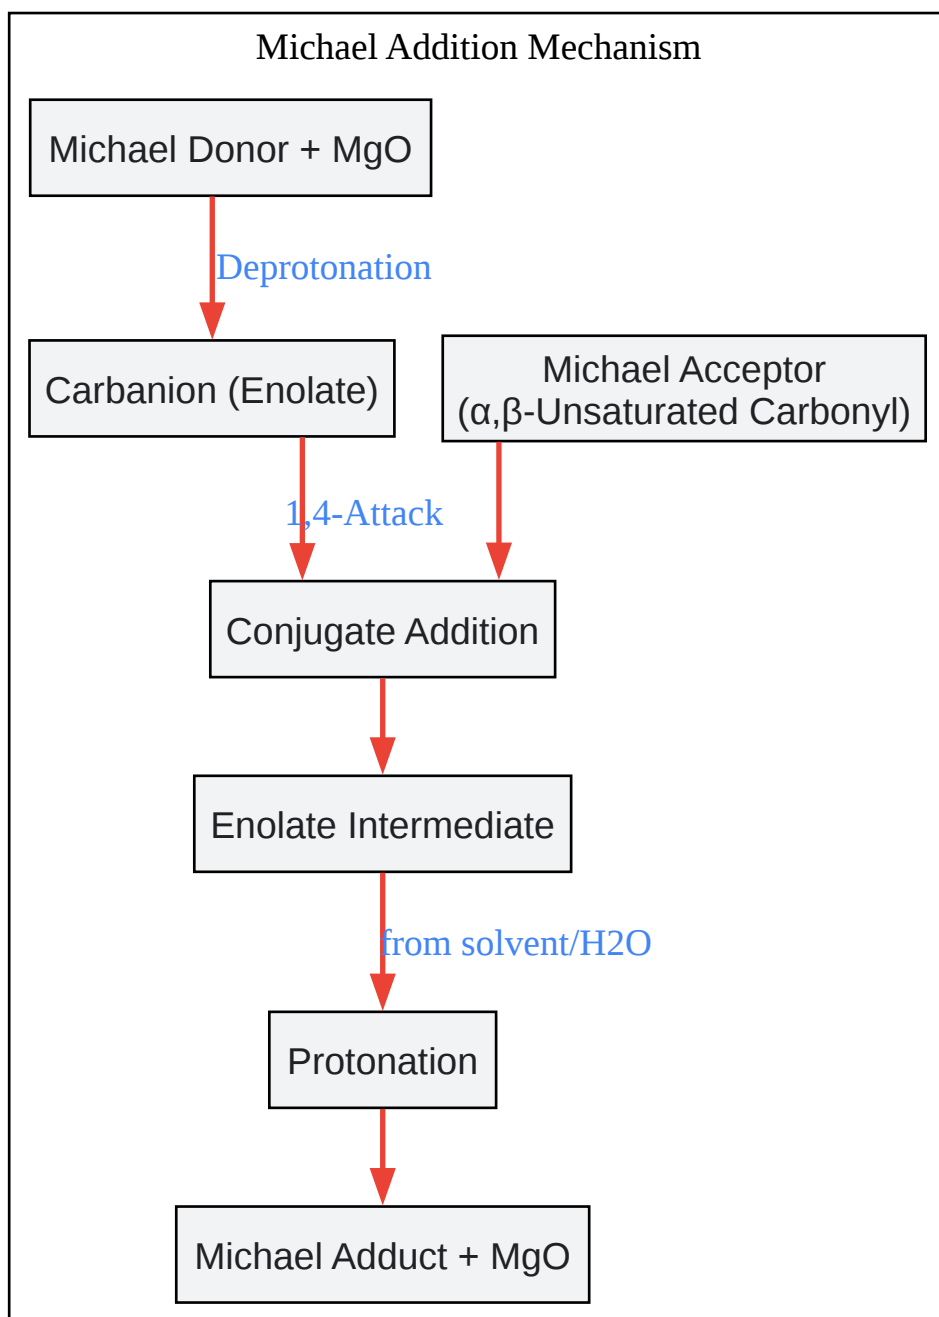 Michael Addition Mechanism
Michael Donor + MgO
Deprotonation
Carbanion (Enolate)
Michael Acceptor
(α,β-Unsaturated Carbonyl)
1,4-Attack
Conjugate Addition
Enolate Intermediate
from solvent/H2O
Protonation
Michael Adduct + MgO